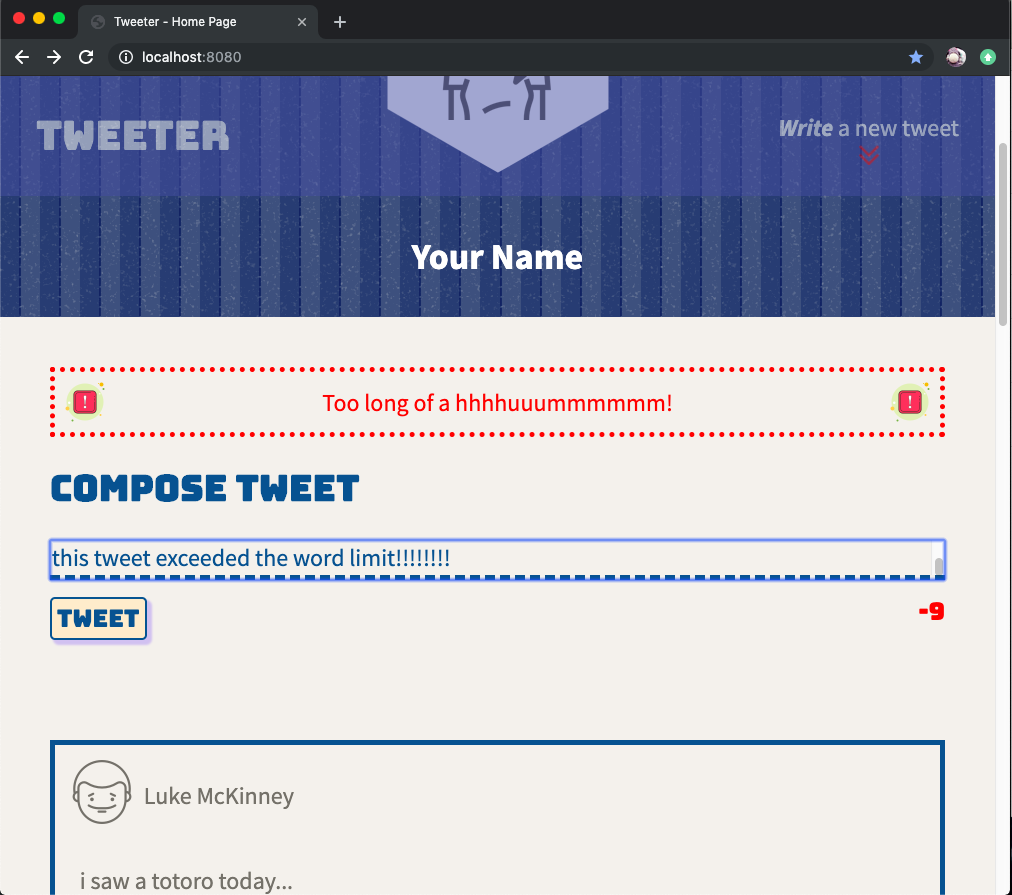 Tweeter - Home Page
localhost:8080
TWEETER
Write a new tweet
Your Name
Too long of a hhhhuuummmmmm!
COMPOSE TWEET
this tweet exceeded the word limit!!!!!!!!
TWEET
-9
Luke McKinney
i saw a totoro today...